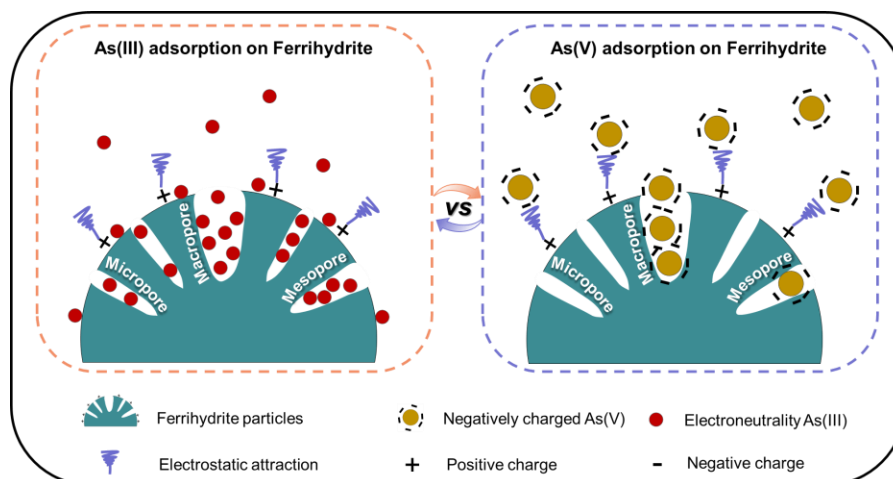 As(III) adsorption on Ferrihydrite
As(V) adsorption on Ferrihydrite
vs
Micropore
Macropore
Mesopore
Micropore
Macropore
Mesopore
Ferrihydrite particles
Negatively charged As(V)
Electroneutrality As(III)
Electrostatic attraction
+ Positive charge
- Negative charge